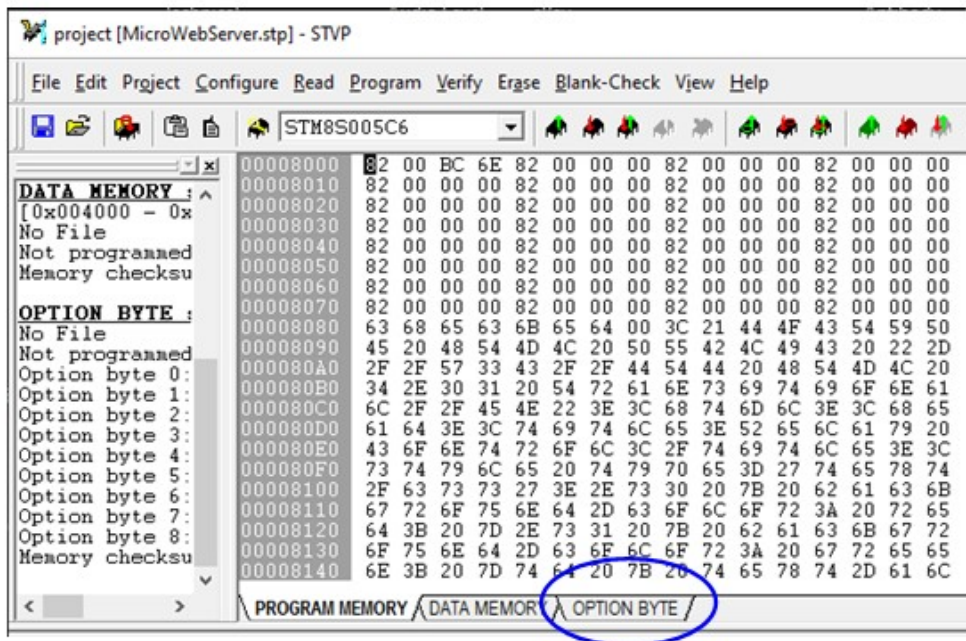 project [MicroWebServer.stp] - STVP
File Edit Project Configure Read Program Verify Erase Blank-Check View Help
STM8S005C6
DATA MEMORY :
[0x004000 - 0x
No File
Not programmed
Memory checksu
OPTION BYTE :
No File
Not programmed
Option byte 0:
Option byte 1:
Option byte 2:
Option byte 3:
Option byte 4:
Option byte 5:
Option byte 6:
Option byte 7:
Option byte 8:
Memory checksu
00008000 82 00 BC 6E 82 00 00 00 82 00 00 00 82 00 00 00
00008010 82 00 00 00 82 00 00 00 82 00 00 00 82 00 00 00
00008020 82 00 00 00 82 00 00 00 82 00 00 00 82 00 00 00
00008030 82 00 00 00 82 00 00 00 82 00 00 00 82 00 00 00
00008040 82 00 00 00 82 00 00 00 82 00 00 00 82 00 00 00
00008050 82 00 00 00 82 00 00 00 82 00 00 00 82 00 00 00
00008060 82 00 00 00 82 00 00 00 82 00 00 00 82 00 00 00
00008070 82 00 00 00 82 00 00 00 82 00 00 00 82 00 00 00
00008080 63 68 65 63 6B 65 64 00 3C 21 44 4F 43 54 59 50
00008090 45 20 48 54 4D 4C 20 50 55 42 4C 49 43 20 22 2D
000080A0 2F 2F 57 33 43 2F 2F 44 54 44 20 48 54 4D 4C 20
000080B0 34 2E 30 31 20 54 72 61 6E 73 69 74 69 6F 6E 61
000080C0 6C 2F 2F 45 4E 22 3E 3C 68 74 6D 6C 3E 3C 68 65
000080D0 61 64 3E 3C 74 69 74 6C 65 3E 52 65 6C 61 79 20
000080E0 43 6F 6E 74 72 6F 6C 3C 2F 74 69 74 6C 65 3E 3C
000080F0 73 74 79 6C 65 20 74 79 70 65 3D 27 74 65 78 74
00008100 2F 63 73 73 27 3E 2E 73 30 20 7B 20 62 61 63 6B
00008110 67 72 6F 75 6E 64 2D 63 6F 6C 6F 72 3A 20 72 65
00008120 64 3B 20 7D 2E 73 31 20 7B 20 62 61 63 6B 67 72
00008130 6F 75 6E 64 2D 63 6F 6C 6F 72 3A 20 67 72 65 65
00008140 6E 3B 20 7D 74 64 20 7B 20 74 65 78 74 2D 61 6C
PROGRAM MEMORY DATA MEMORY OPTION BYTE